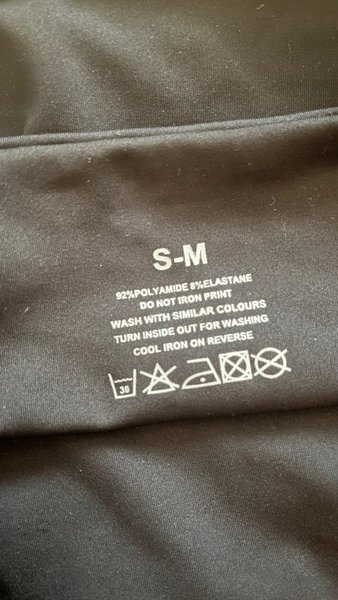 S-M
92%POLYAMIDE 8%ELASTANE
DO NOT IRON PRINT
WASH WITH SIMILAR COLOURS
TURN INSIDE OUT FOR WASHING
COOL IRON ON REVERSE
30